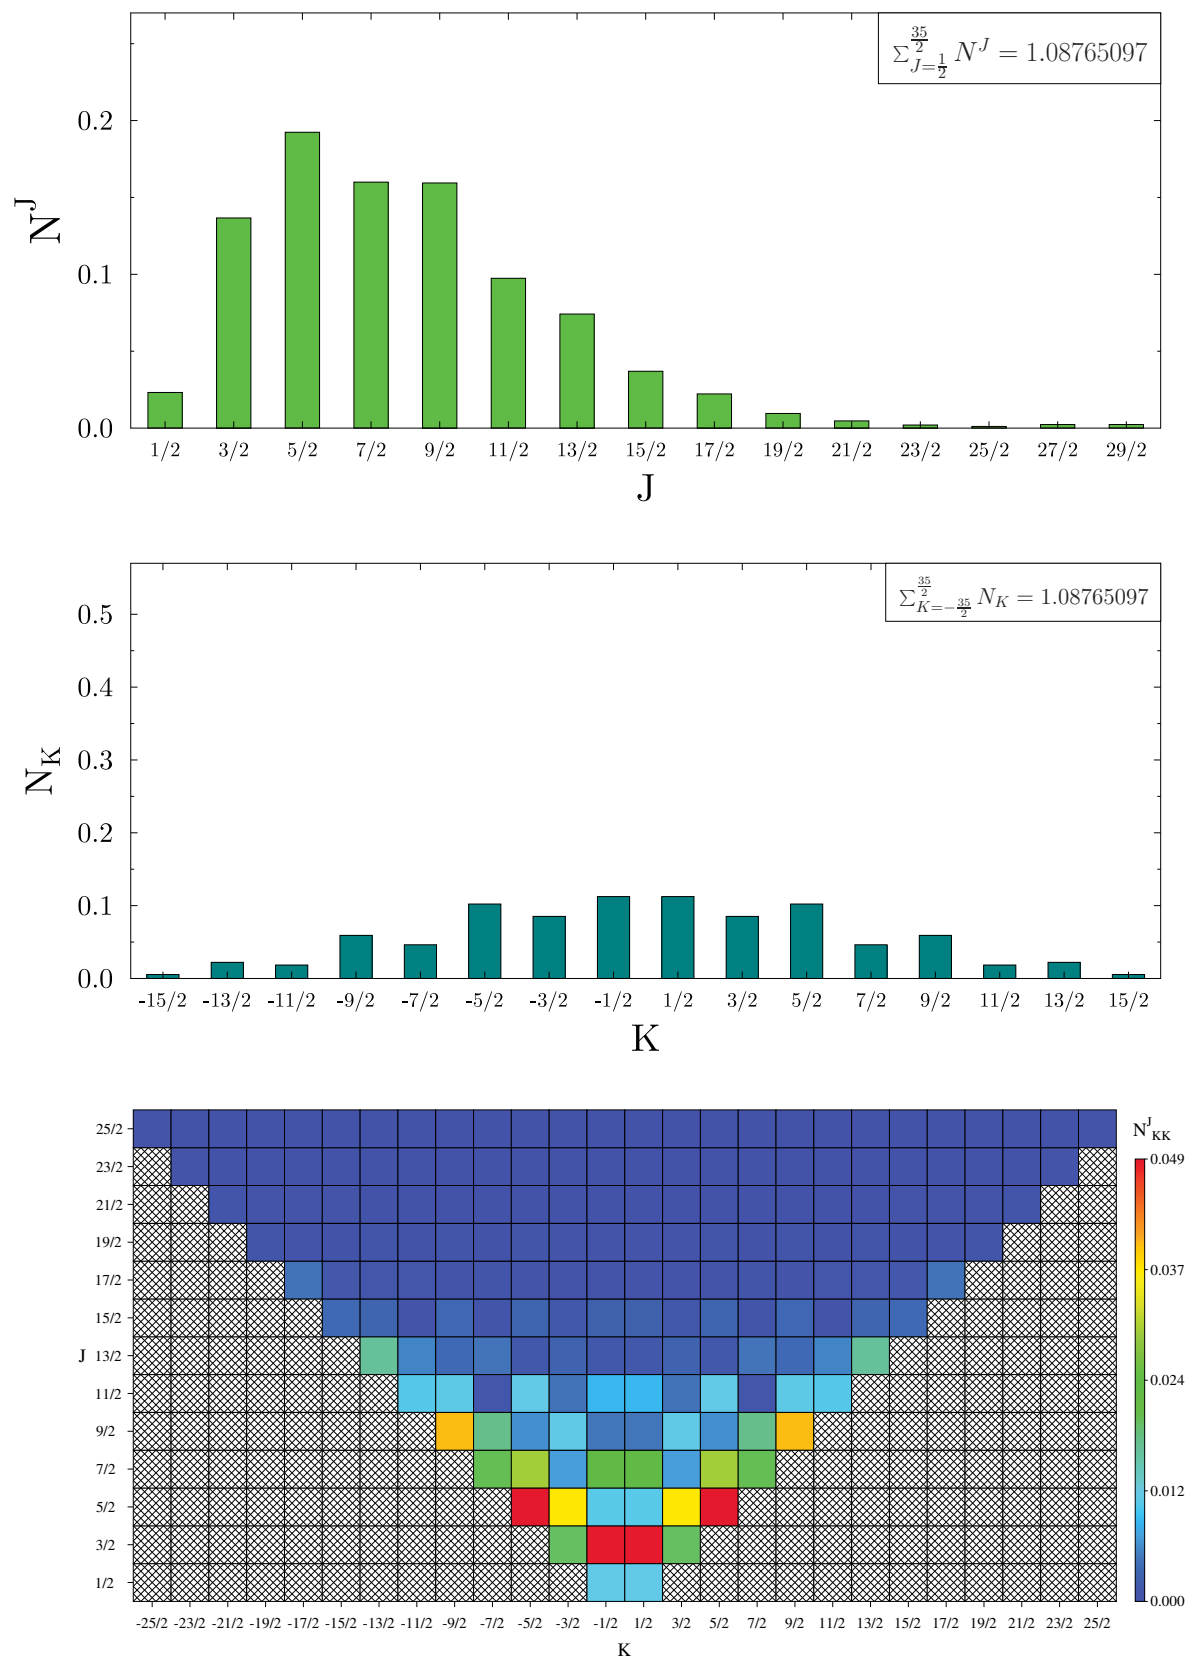 ∑_{J=\frac{1}{2}}^{\frac{35}{2}} N^J = 1.08765097
0.2
0.1
0.0
N^J
1/2 3/2 5/2 7/2 9/2 11/2 13/2 15/2 17/2 19/2 21/2 23/2 25/2 27/2 29/2
J
∑_{K=-\frac{35}{2}}^{\frac{35}{2}} N_K = 1.08765097
0.5
0.4
0.3
0.2
0.1
0.0
N_K
-15/2 -13/2 -11/2 -9/2 -7/2 -5/2 -3/2 -1/2 1/2 3/2 5/2 7/2 9/2 11/2 13/2 15/2
K
25/2
23/2
21/2
19/2
17/2
15/2
13/2
11/2
9/2
7/2
5/2
3/2
1/2
J
-25/2 -23/2 -21/2 -19/2 -17/2 -15/2 -13/2 -11/2 -9/2 -7/2 -5/2 -3/2 -1/2 1/2 3/2 5/2 7/2 9/2 11/2 13/2 15/2 17/2 19/2 21/2 23/2 25/2
K
N^J_{KK}
0.049
0.037
0.024
0.012
0.000